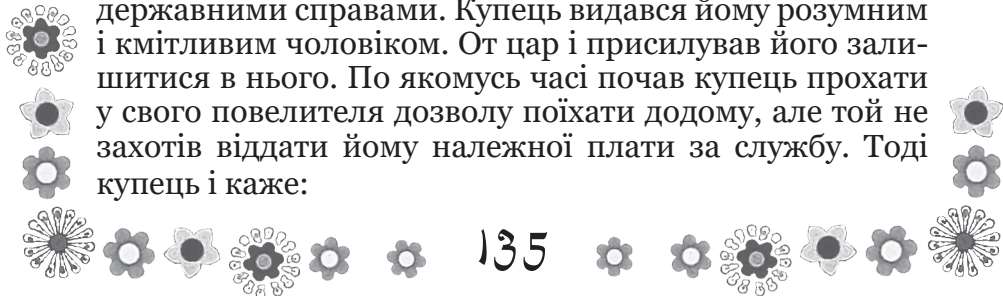 державними справами. Купець видався йому розумним
і кмітливим чоловіком. От цар і присилував його зали-
шитися в нього. По якомусь часі почав купець прохати
у свого повелителя дозволу поїхати додому, але той не
захотів віддати йому належної плати за службу. Тоді
купець і каже:
135